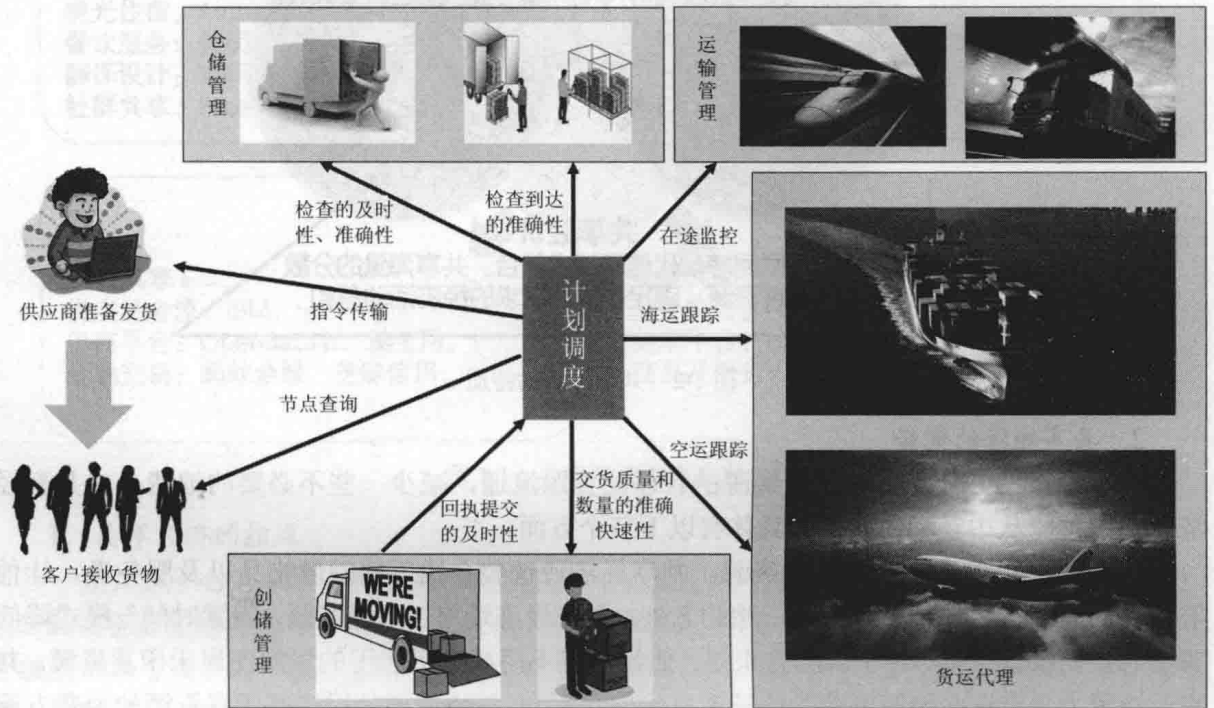 仓储管理
运输管理
检查的及时
性、准确性
检查到达
的准确性
在途监控
供应商准备发货
指令传输
计划调度
海运跟踪
节点查询
空运跟踪
回执提交
的及时性
交货质量和
数量的准确
快速性
客户接收货物
创储管理
WE'RE
MOVING!
货运代理